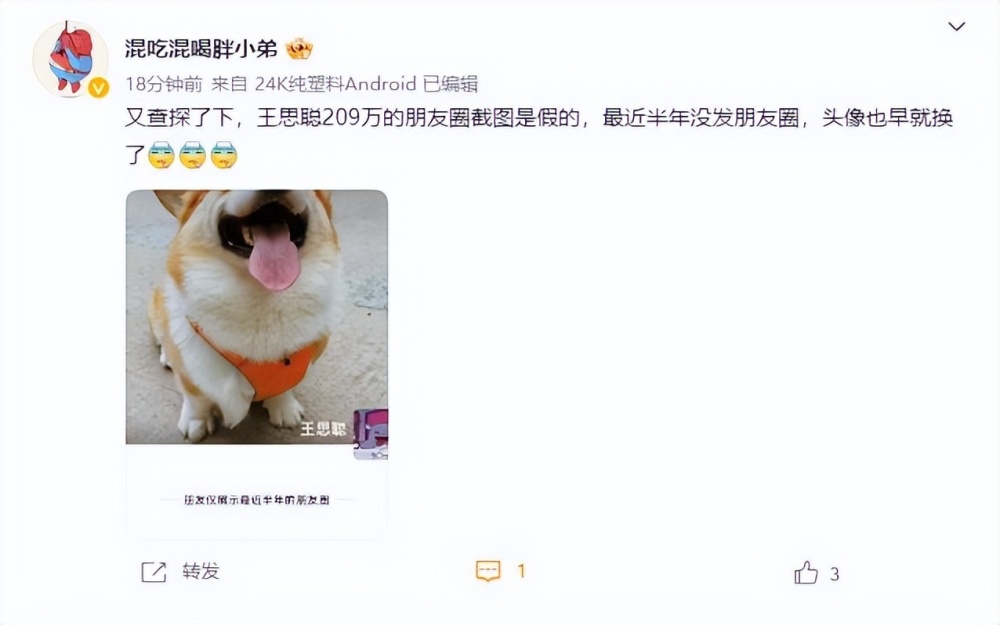 混吃混喝胖小弟
18分钟前 来自 24K纯塑料Android 已编辑
又查探了下，王思聪209万的朋友圈截图是假的，最近半年没发朋友圈，头像也早就换
了
王思聪
朋友仅展示最近半年的朋友圈
转发
1
3